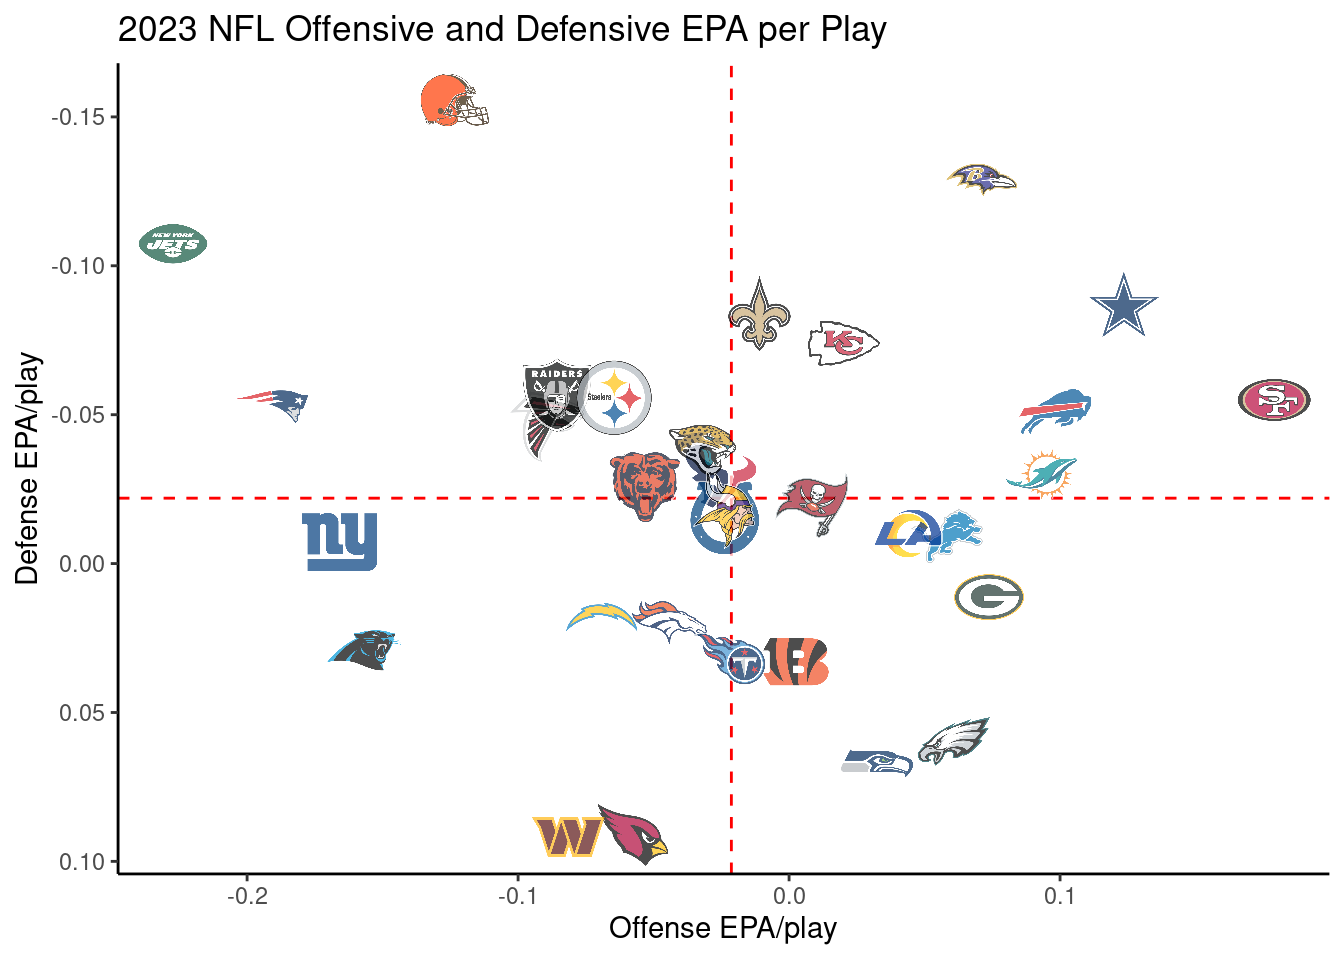 2023 NFL Offensive and Defensive EPA per Play
-0.15
-0.10
-0.05
0.00
0.05
0.10
Defense EPA/play
-0.2
-0.1
0.0
0.1
Offense EPA/play
B
NEW YORK
JETS
KC
RAIDERS
Steelers
SF
ny
LA
G
T
B
W